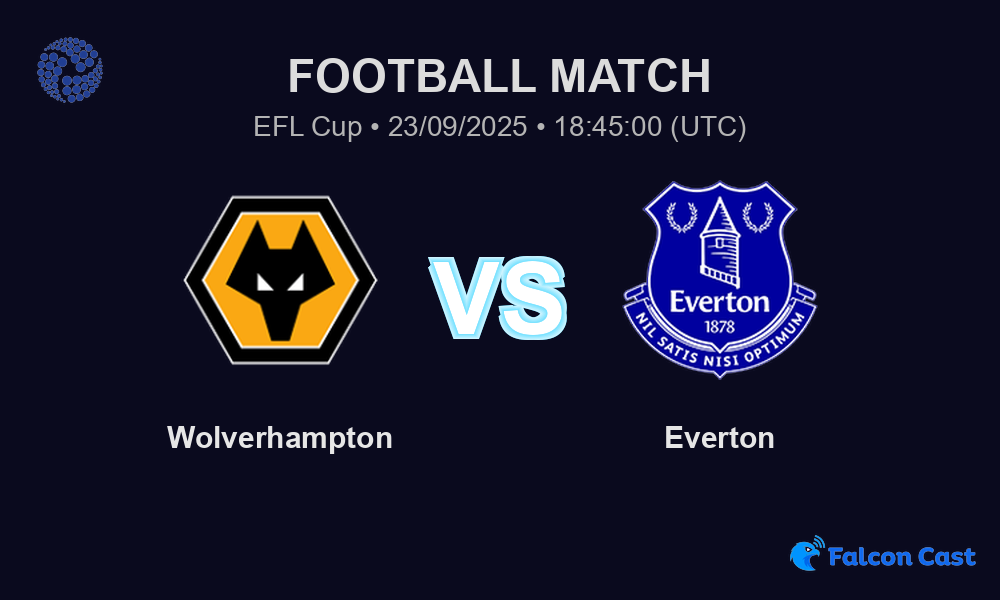 FOOTBALL MATCH
EFL Cup • 23/09/2025 • 18:45:00 (UTC)
VS
Everton
1878
NIL SATIS NISI OPTIMUM
Wolverhampton
Everton
Falcon Cast